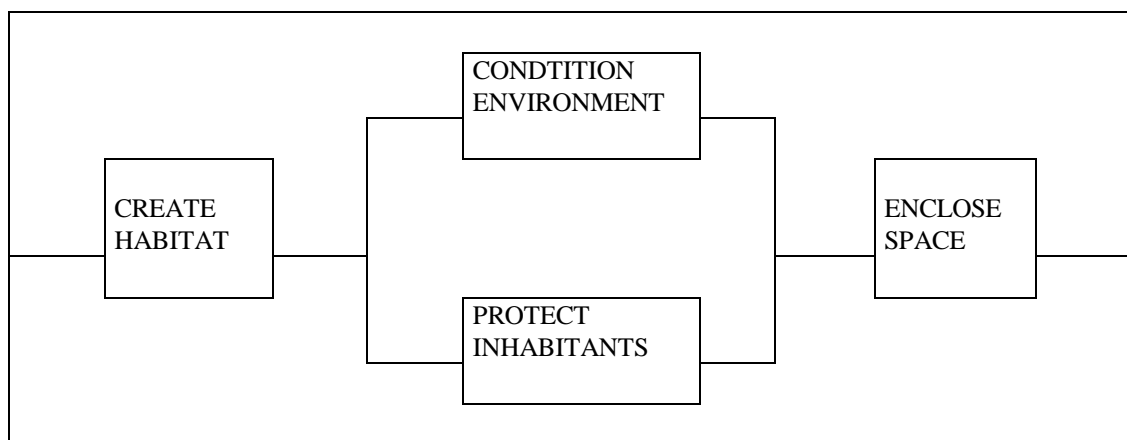 CONDTITION
ENVIRONMENT
CREATE
HABITAT
ENCLOSE
SPACE
PROTECT
INHABITANTS